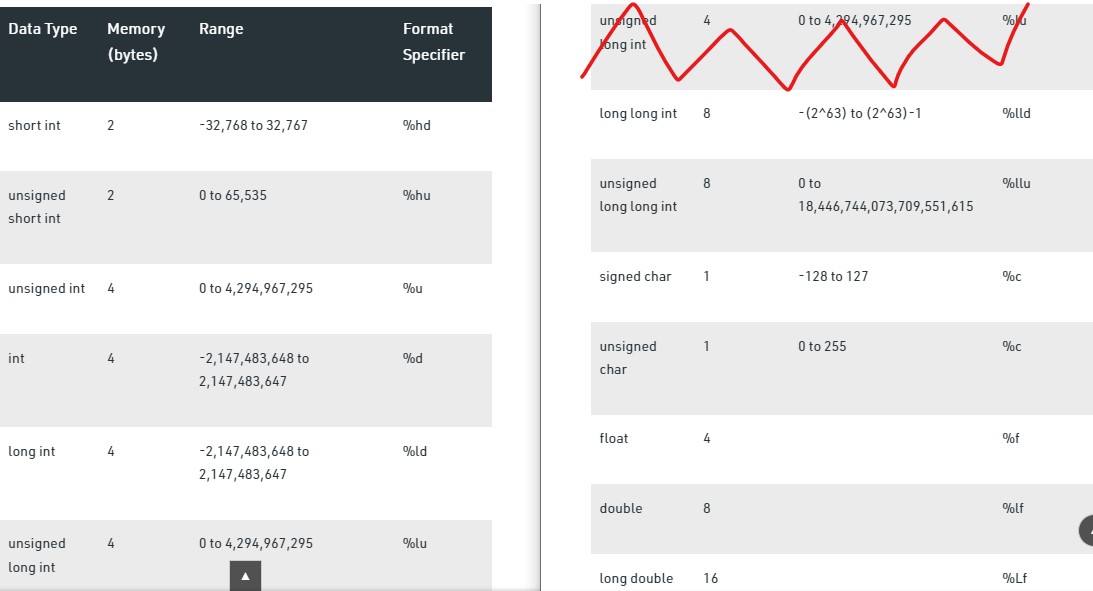 Data Type Memory (bytes) Range Format Specifier
short int 2 -32,768 to 32,767 %hd
unsigned short int 2 0 to 65,535 %hu
unsigned int 4 0 to 4,294,967,295 %u
int 4 -2,147,483,648 to 2,147,483,647 %d
long int 4 -2,147,483,648 to 2,147,483,647 %ld
unsigned long int 4 0 to 4,294,967,295 %lu
unsigned long int 4 0 to 4,294,967,295 %lu
long long int 8 -(2^63) to (2^63)-1 %lld
unsigned long long int 8 0 to 18,446,744,073,709,551,615 %llu
signed char 1 -128 to 127 %c
unsigned char 1 0 to 255 %c
float 4 %f
double 8 %lf
long double 16 %Lf